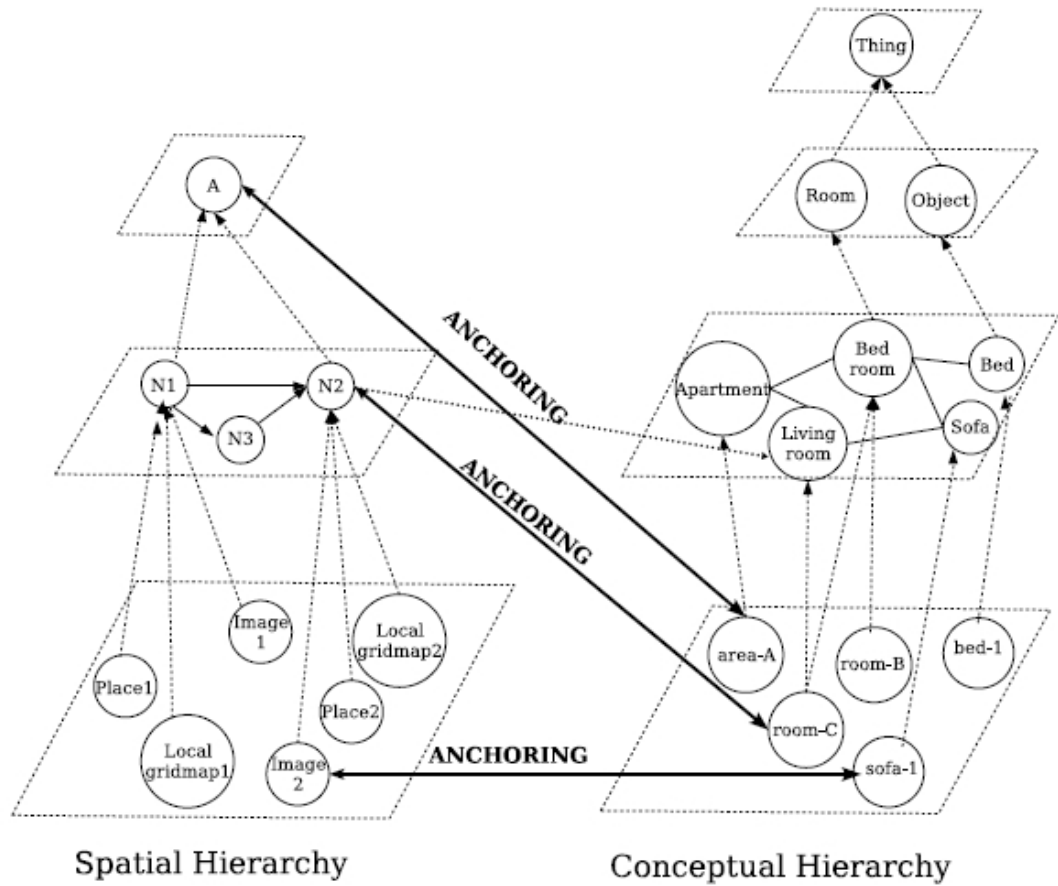 Thing
Room
Object
A
ANCHORING
N1
N2
N3
Apartment
Bed
room
Bed
Living
room
Sofa
ANCHORING
Image
1
Local
gridmap2
Place1
Place2
Local
gridmap1
Image
2
area-A
room-B
bed-1
room-C
sofa-1
ANCHORING
Spatial Hierarchy
Conceptual Hierarchy